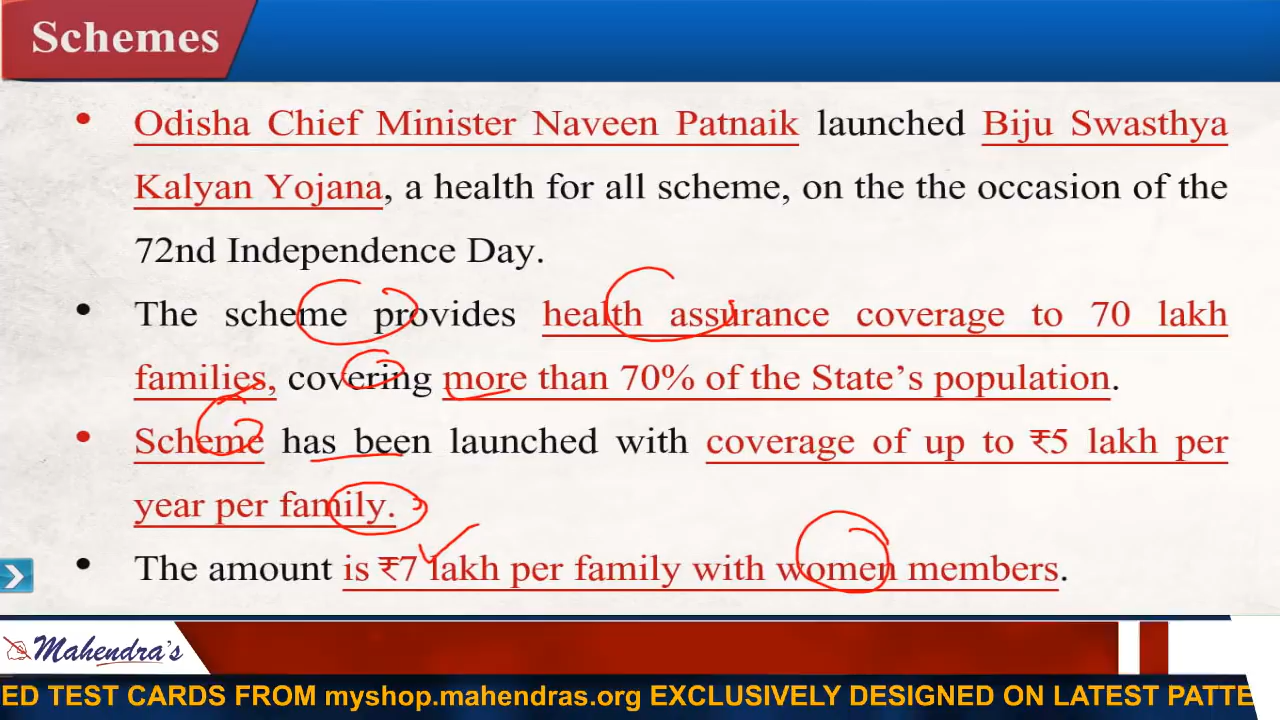 Schemes
• Odisha Chief Minister Naveen Patnaik launched Biju Swasthya
Kalyan Yojana, a health for all scheme, on the the occasion of the
72nd Independence Day.
• The scheme provides health assurance coverage to 70 lakh
families, covering more than 70% of the State's population.
• Scheme has been launched with coverage of up to ₹5 lakh per
year per family.
• The amount is ₹7 lakh per family with women members.
Mahendra's
ED TEST CARDS FROM myshop.mahendras.org EXCLUSIVELY DESIGNED ON LATEST PATTE